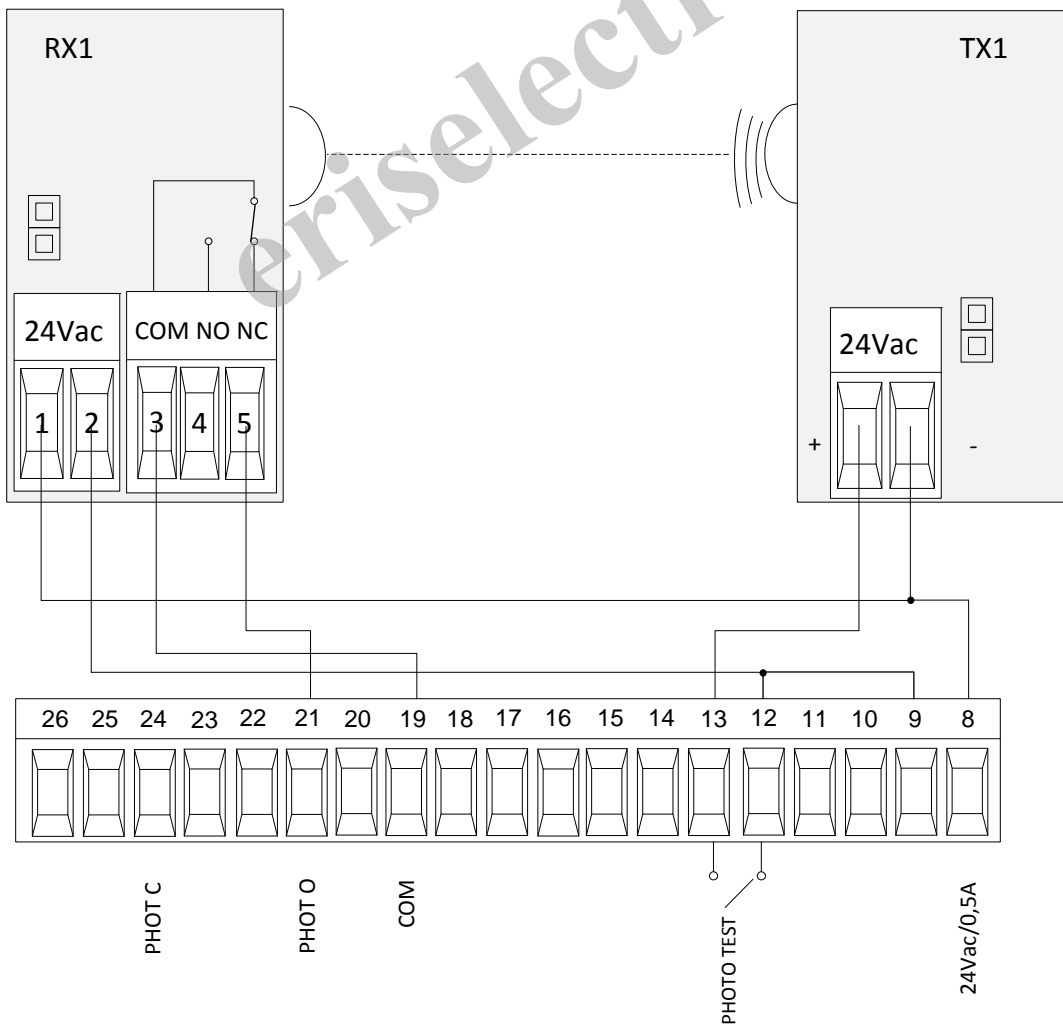 RX1
TX1
eriselectr
24Vac
COM NO NC
24Vac
1 2 3 4 5
+ -
26 25 24 23 22 21 20 19 18 17 16 15 14 13 12 11 10 9 8
PHOT C
PHOT O
COM
PHOTO TEST
24Vac/0,5A